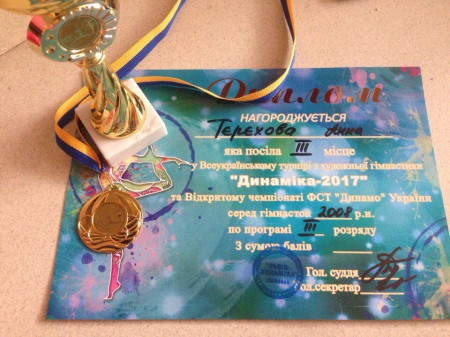 Диплом
НАГОРОДЖУЄТЬСЯ
Терехова Анна
яка посіла III місце
у Всеукраїнському турнірі з художньої гімнастики
"Динаміка-2017"
та Відкритому чемпіонаті ФСТ "Динамо" України
серед гімнасток 2008 р.н.
по програмі III розряду
З сумою балів
Гол. суддя
ол.секретар